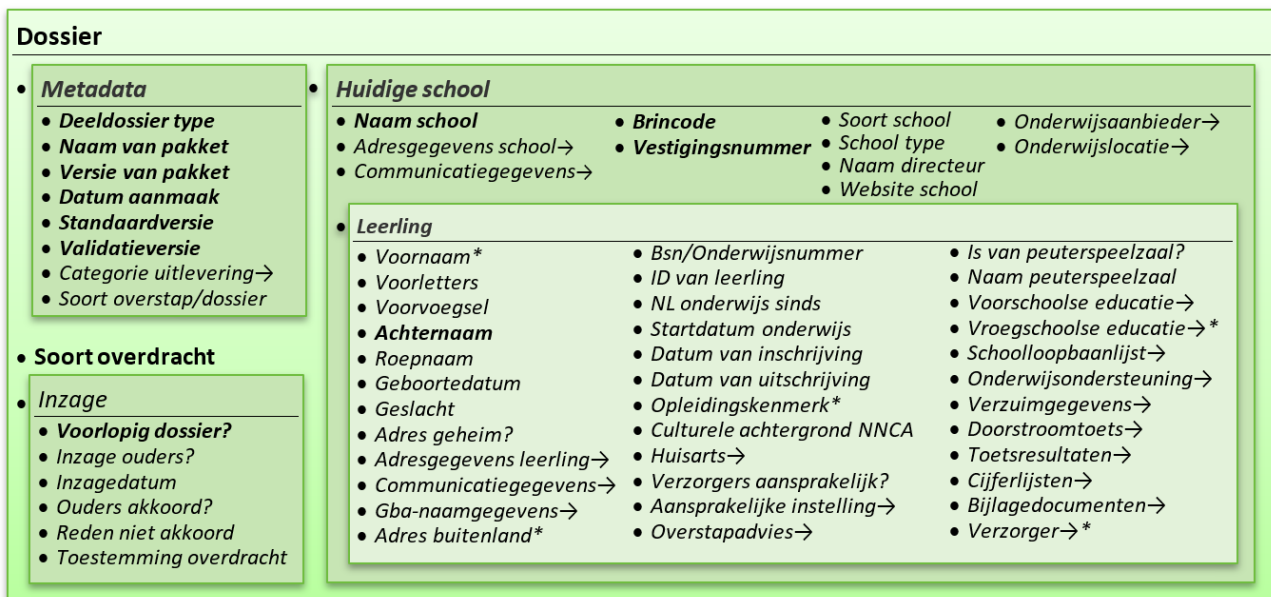 Dossier
• Metadata
• Deeldossier type
• Naam van pakket
• Versie van pakket
• Datum aanmaak
• Standaardversie
• Validatieversie
• Categorie uitlevering→
• Soort overstap/dossier
• Soort overdracht
• Inzage
• Voorlopig dossier?
• Inzage ouders?
• Inzagedatum
• Ouders akkoord?
• Reden niet akkoord
• Toestemming overdracht
• Huidige school
• Naam school
• Adresgegevens school→
• Communicatiegegevens→
• Brincode
• Vestigingsnummer
• Soort school
• School type
• Naam directeur
• Website school
• Onderwijsaanbieder→
• Onderwijslocatie→
• Leerling
• Voornaam*
• Voorletters
• Voorvoegsel
• Achternaam
• Roepnaam
• Geboortedatum
• Geslacht
• Adres geheim?
• Adresgegevens leerling→
• Communicatiegegevens→
• Gba-naamgegevens→
• Adres buitenland*
• Bsn/Onderwijsnummer
• ID van leerling
• NL onderwijs sinds
• Startdatum onderwijs
• Datum van inschrijving
• Datum van uitschrijving
• Opleidingskenmerk*
• Culturele achtergrond NNCA
• Huisarts→
• Verzorgers aansprakelijk?
• Aansprakelijke instelling→
• Overstapadvies→
• Is van peuterspeelzaal?
• Naam peuterspeelzaal
• Voorschoolse educatie→
• Vroegschoolse educatie→*
• Schoolloopbaanlijst→
• Onderwijsondersteuning→
• Verzuimgegevens→
• Doorstroomtoets→
• Toetsresultaten→
• Cijferlijsten→
• Bijlagedocumenten→
• Verzorger→*